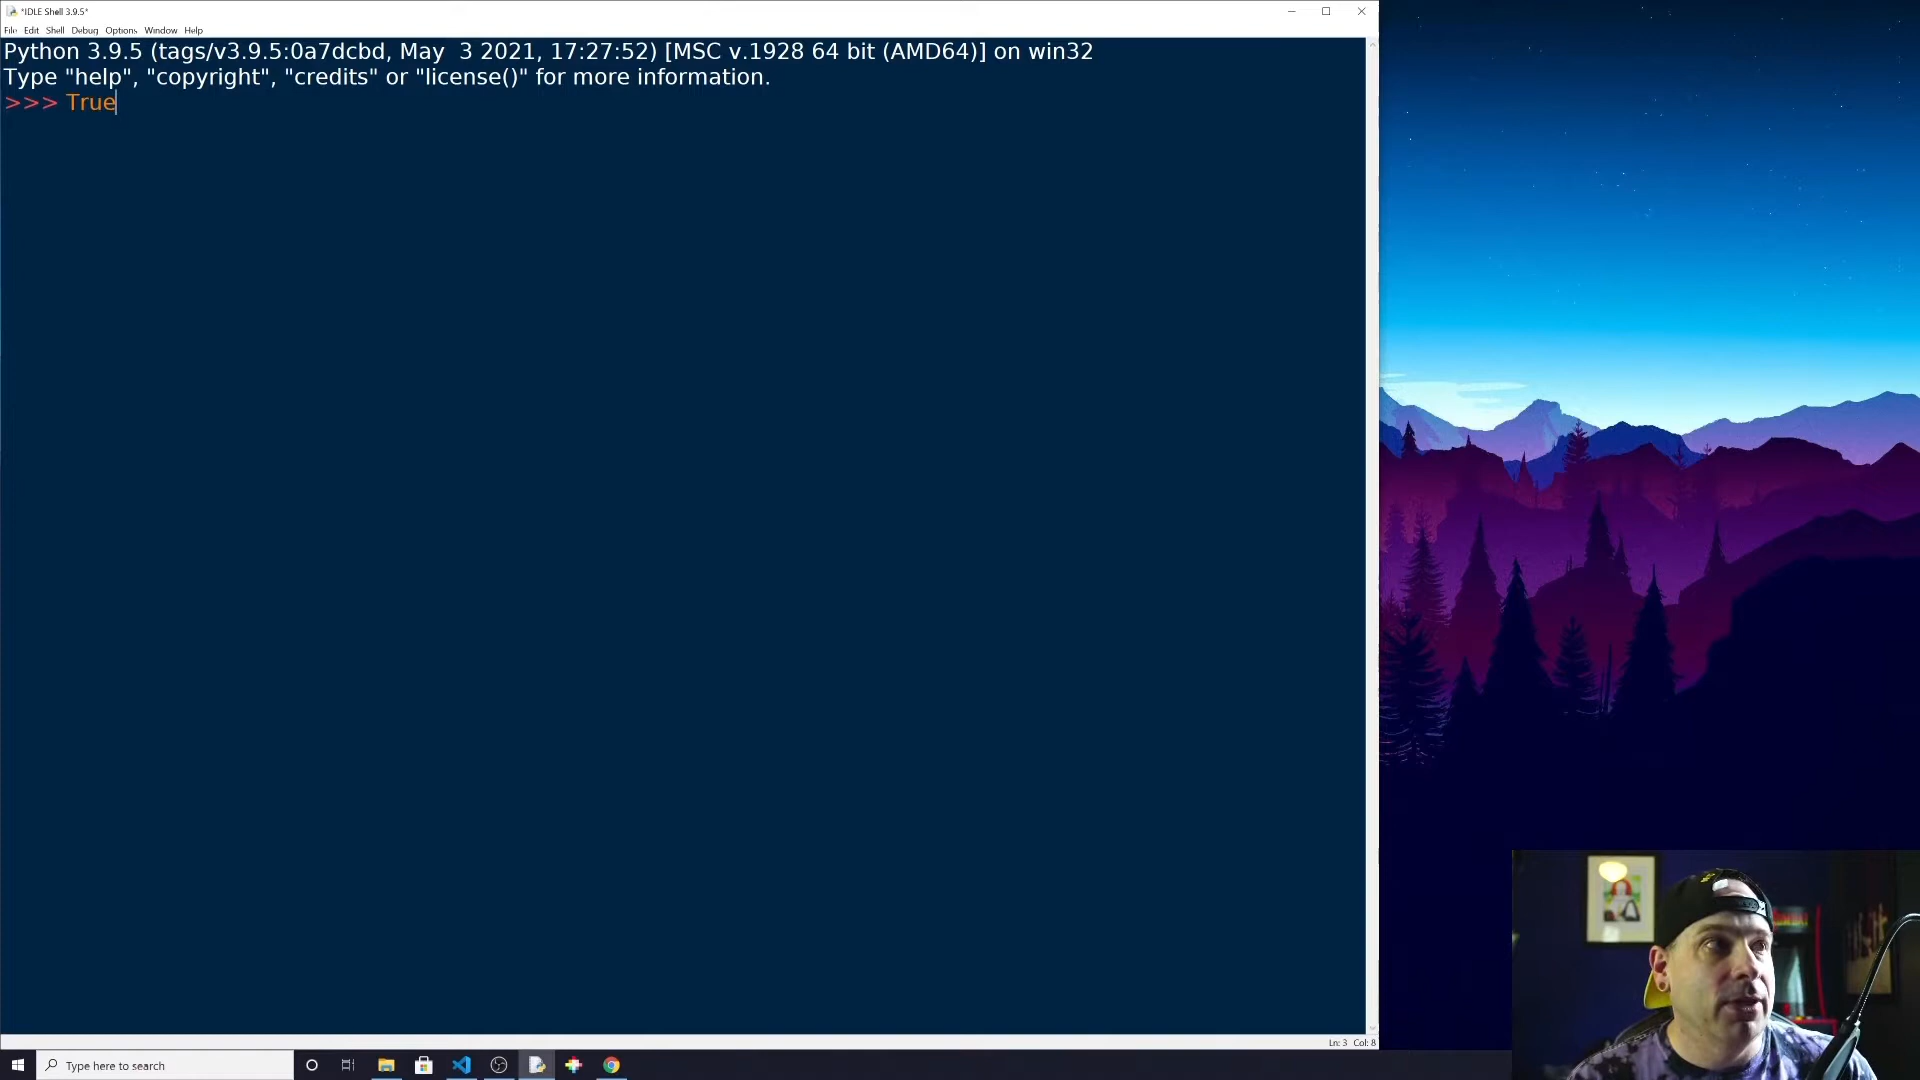 *IDLE Shell 3.9.5*
File Edit Shell Debug Options Window Help
Python 3.9.5 (tags/v3.9.5:0a7dcbd, May  3 2021, 17:27:52) [MSC v.1928 64 bit (AMD64)] on win32
Type "help", "copyright", "credits" or "license()" for more information.
>>> True
Ln: 3 Col: 8
Type here to search